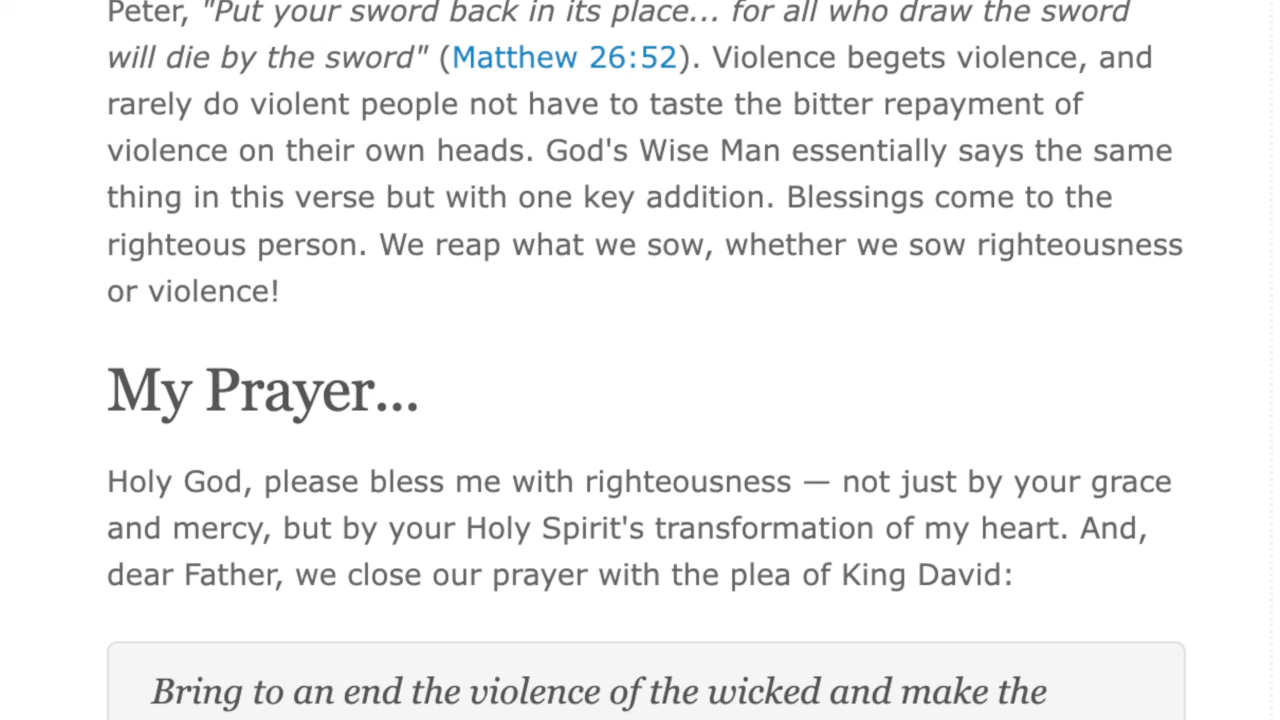 Peter, "Put your sword back in its place... for all who draw the sword
will die by the sword" (Matthew 26:52). Violence begets violence, and
rarely do violent people not have to taste the bitter repayment of
violence on their own heads. God's Wise Man essentially says the same
thing in this verse but with one key addition. Blessings come to the
righteous person. We reap what we sow, whether we sow righteousness
or violence!
My Prayer...
Holy God, please bless me with righteousness — not just by your grace
and mercy, but by your Holy Spirit's transformation of my heart. And,
dear Father, we close our prayer with the plea of King David:
Bring to an end the violence of the wicked and make the